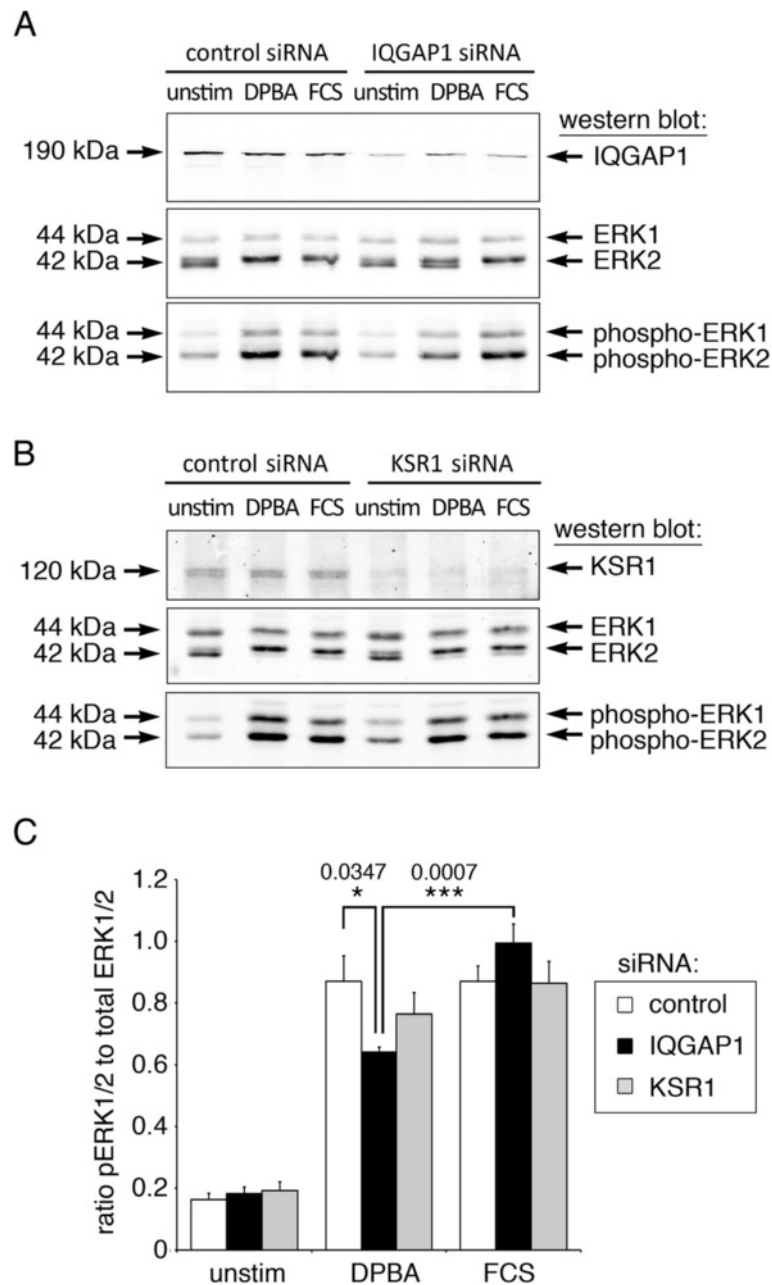 A
control siRNA IQGAP1 siRNA
unstim DPBA FCS unstim DPBA FCS
western blot:
190 kDa IQGAP1
44 kDa ERK1
42 kDa ERK2
44 kDa phospho-ERK1
42 kDa phospho-ERK2
B
control siRNA KSR1 siRNA
unstim DPBA FCS unstim DPBA FCS
western blot:
120 kDa KSR1
44 kDa ERK1
42 kDa ERK2
44 kDa phospho-ERK1
42 kDa phospho-ERK2
C
0.0347 0.0007
* ***
ratio pERK1/2 to total ERK1/2
1.2
1.0
0.8
0.6
0.4
0.2
0
unstim DPBA FCS
siRNA:
control
IQGAP1
KSR1